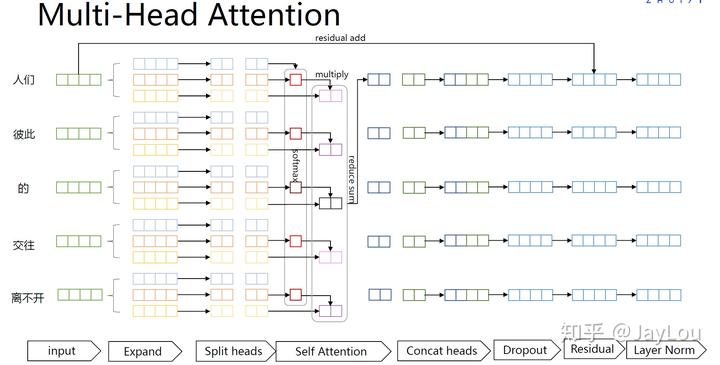 Multi-Head Attention
residual add
人们
multiply
彼此
softmax
reduce sum
的
交往
离不开
知乎 @JayLou
input
Expand
Split heads
Self Attention
Concat heads
Dropout
Residual
Layer Norm